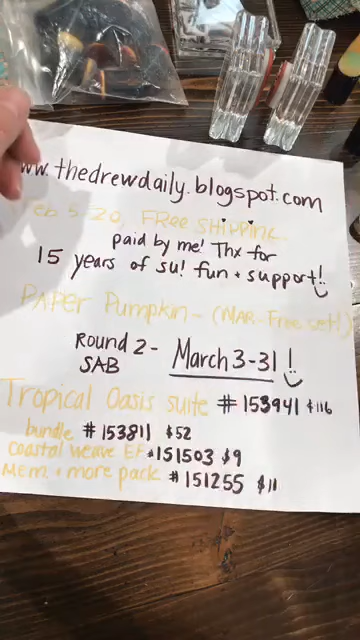 ww.thedrewdaily.blogspot.com
Feb 5-20, FREE SHIPPING
paid by me! Thx for
15 years of su! fun + support!
PAPER PUMPKIN - (MAR-Free set!)
Round 2 - March 3-31!
SAB
Tropical Oasis suite #153941 $116
bundle #153811 $52
coastal weave EF #151503 $9
Mem. + more pack #151255 $11